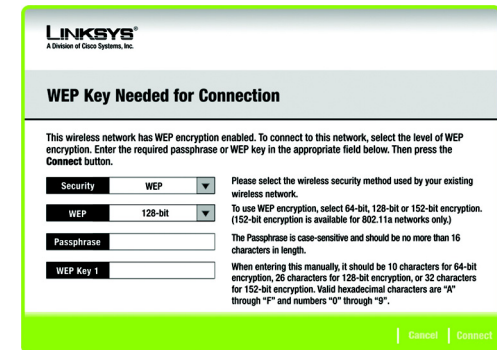 LINKSYS®
A Division of Cisco Systems, Inc.
WEP Key Needed for Connection
This wireless network has WEP encryption enabled. To connect to this network, select the level of WEP
encryption. Enter the required passphrase or WEP key in the appropriate field below. Then press the
Connect button.
Security WEP
Please select the wireless security method used by your existing
wireless network.
WEP 128-bit
To use WEP encryption, select 64-bit, 128-bit or 152-bit encryption.
(152-bit encryption is available for 802.11a networks only.)
Passphrase
The Passphrase is case-sensitive and should be no more than 16
characters in length.
WEP Key 1
When entering this manually, it should be 10 characters for 64-bit
encryption, 26 characters for 128-bit encryption, or 32 characters
for 152-bit encryption. Valid hexadecimal characters are "A"
through "F" and numbers "0" through "9".
Cancel Connect